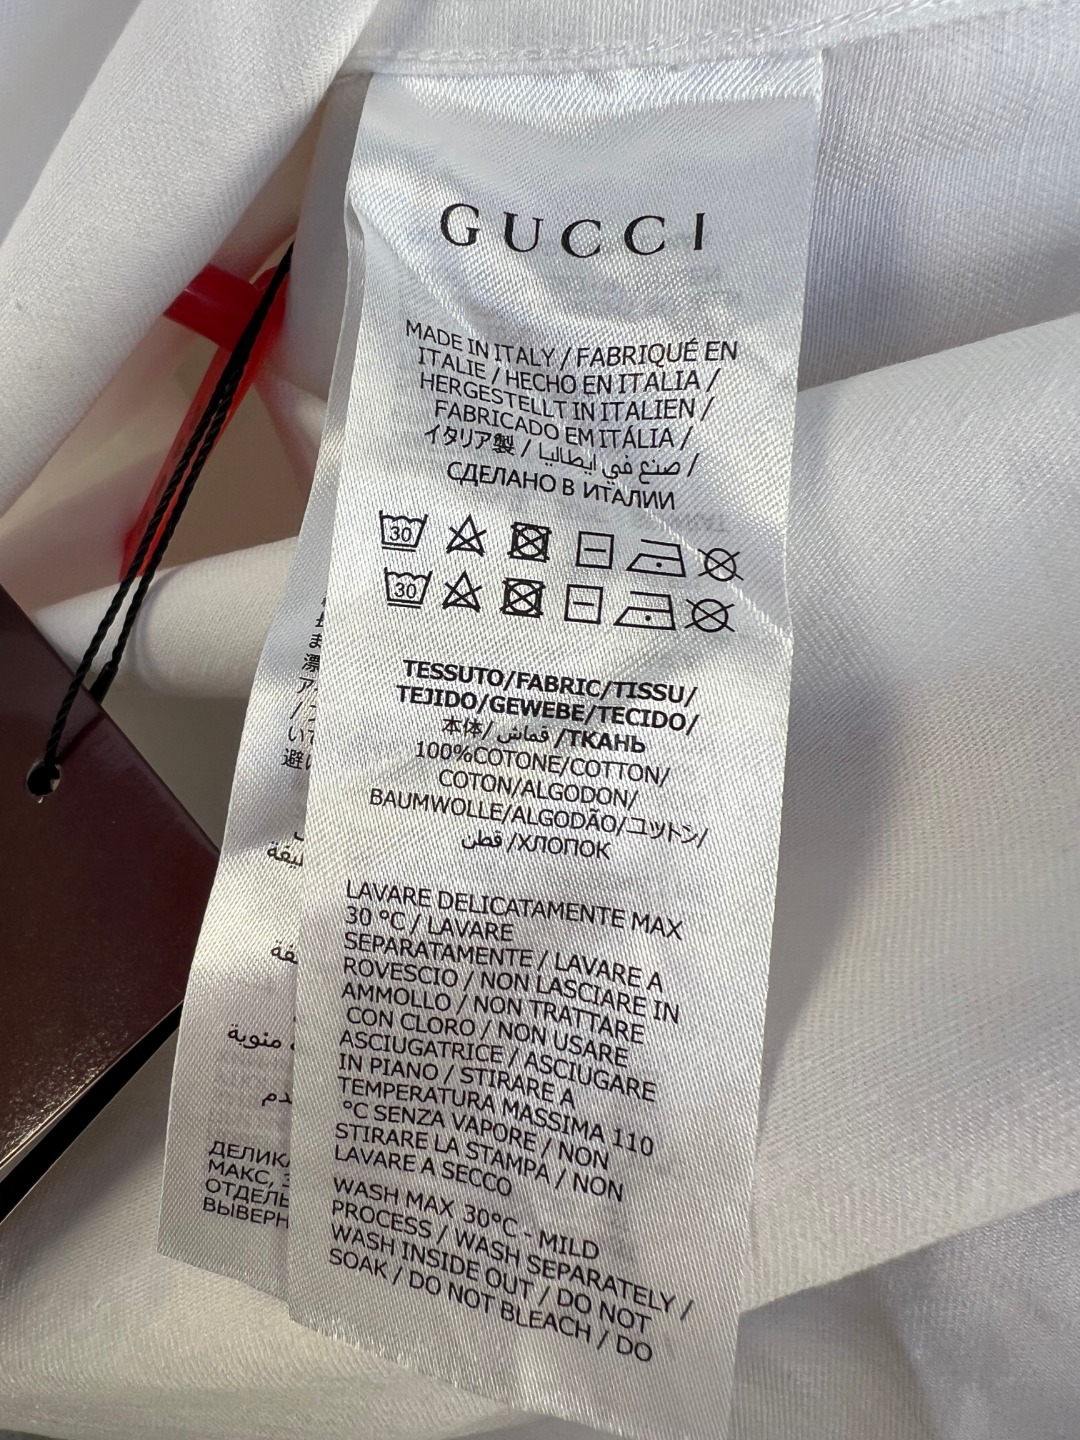 GUCCI
MADE IN ITALY / FABRIQUÉ EN
ITALIE / HECHO EN ITALIA /
HERGESTELLT IN ITALIEN /
FABRICADO EM ITÁLIA /
イタリア製 / صنع في ايطاليا /
СДЕЛАНО В ИТАЛИИ
30
30
TESSUTO/FABRIC/TISSU/
TEJIDO/GEWEBE/TECIDO/
本体/ قماش /ТКАНЬ
100%COTONE/COTTON/
COTON/ALGODON/
BAUMWOLLE/ALGODÃO/コットン/
قطن /ХЛОПОК
LAVARE DELICATAMENTE MAX
30 °C / LAVARE
SEPARATAMENTE / LAVARE A
ROVESCIO / NON LASCIARE IN
AMMOLLO / NON TRATTARE
CON CLORO / NON USARE
ASCIUGATRICE / ASCIUGARE
IN PIANO / STIRARE A
TEMPERATURA MASSIMA 110
°C SENZA VAPORE / NON
STIRARE LA STAMPA / NON
LAVARE A SECCO
WASH MAX 30°C - MILD
PROCESS / WASH SEPARATELY /
WASH INSIDE OUT / DO NOT
SOAK / DO NOT BLEACH / DO
МАКС,